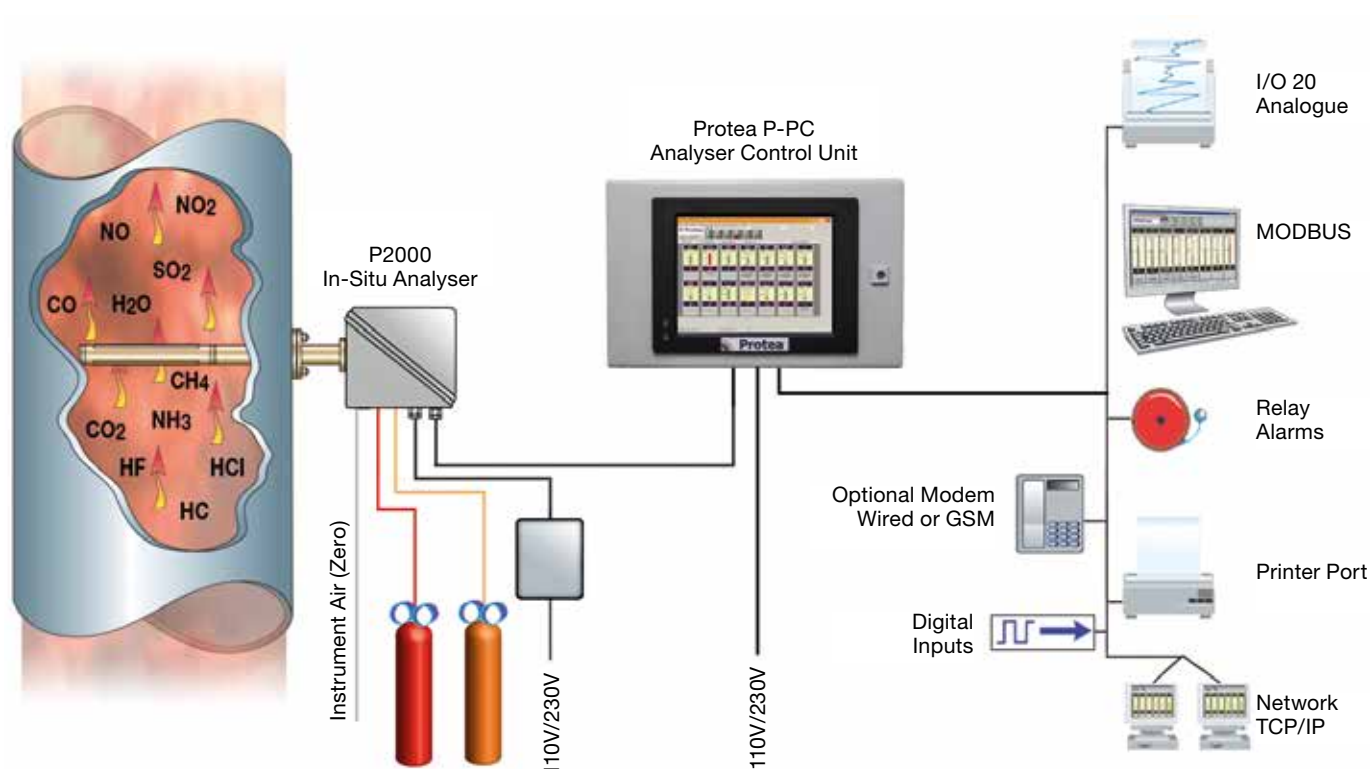 NO2
NO
SO2
CO
H2O
CH4
CO2
NH3
HF
HCl
HC
P2000
In-Situ Analyser
Instrument Air (Zero)
110V/230V
Protea P-PC
Analyser Control Unit
Protea
110V/230V
I/O 20
Analogue
MODBUS
Relay
Alarms
Optional Modem
Wired or GSM
Printer Port
Digital
Inputs
Network
TCP/IP